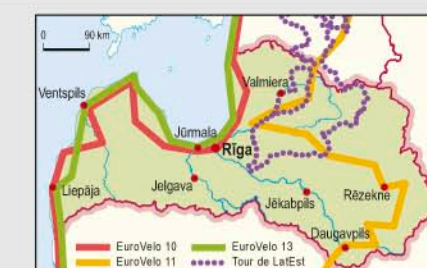 0 90 km
Ventspils
Valmiera
Jūrmala
Rīga
Liepāja
Jelgava
Jēkabpils
Rēzekne
Daugavpils
EuroVelo 10
EuroVelo 13
EuroVelo 11
Tour de LatEst